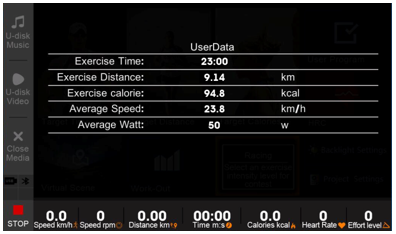 U-disk
Music
U-disk
Video
Close
Media
UserData
Exercise Time: 23:00
Exercise Distance: 9.14 km
Exercise calorie: 94.8 kcal
Average Speed: 23.8 km/h
Average Watt: 50 w
STOP
0.0 0 0.00 00:00 0.0 0 0
Speed km/h Speed rpm Distance km Time m:s Calories kcal Heart Rate Effort level